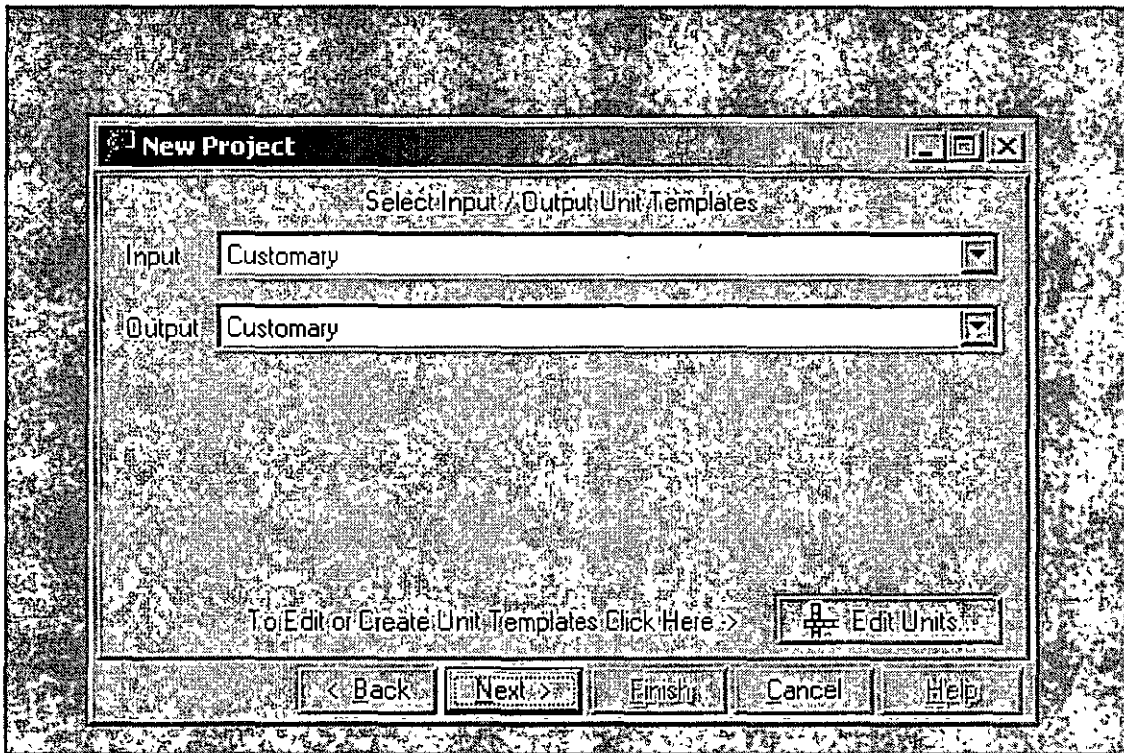 New Project
Select Input / Output Unit Templates
Input Customary
Output Customary
To Edit or Create Unit Templates Click Here ->
Edit Units...
< Back Next > Finish Cancel Help